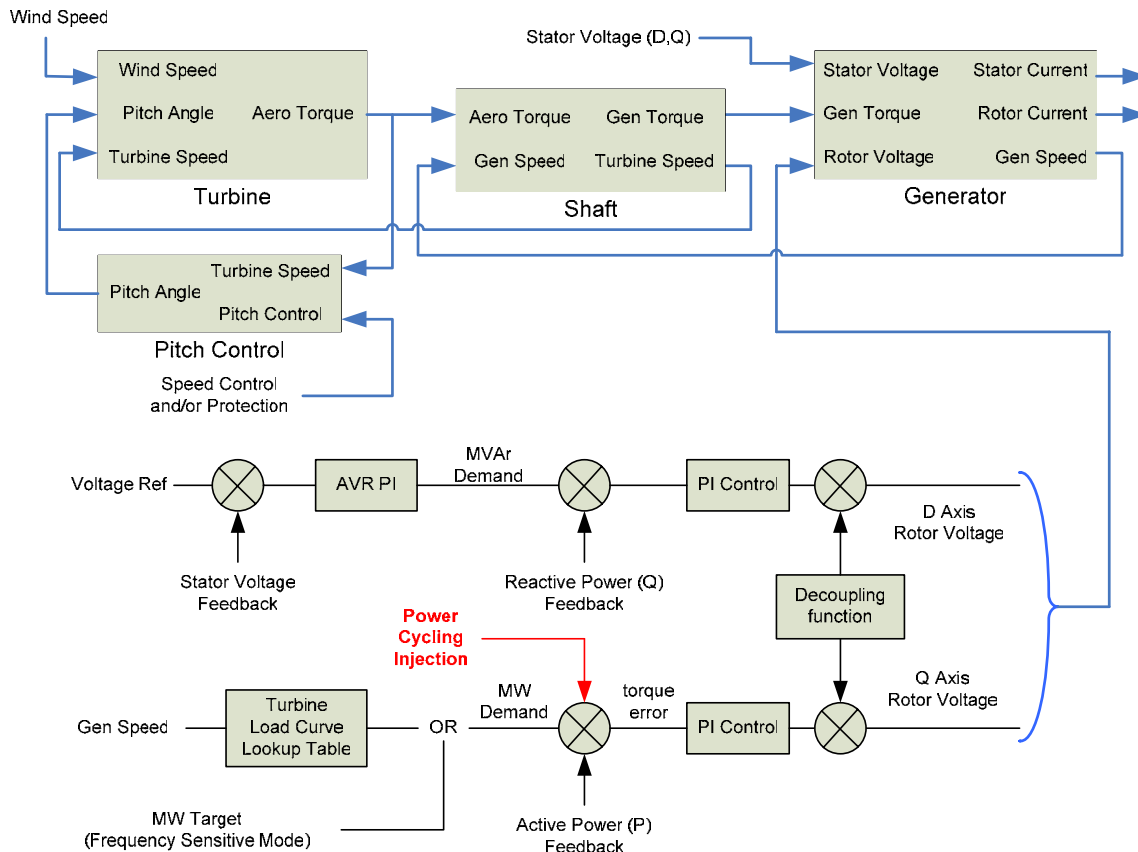 Wind Speed
Stator Voltage (D,Q)
Wind Speed
Pitch Angle
Aero Torque
Turbine Speed
Turbine
Aero Torque
Gen Torque
Gen Speed
Turbine Speed
Shaft
Stator Voltage
Stator Current
Gen Torque
Rotor Current
Rotor Voltage
Gen Speed
Generator
Turbine Speed
Pitch Angle
Pitch Control
Pitch Control
Speed Control
and/or Protection
Voltage Ref
AVR PI
MVAr
Demand
PI Control
D Axis
Rotor Voltage
Stator Voltage
Feedback
Reactive Power (Q)
Feedback
Decoupling
function
Power
Cycling
Injection
Gen Speed
Turbine
Load Curve
Lookup Table
OR
MW
Demand
torque
error
PI Control
Q Axis
Rotor Voltage
MW Target
(Frequency Sensitive Mode)
Active Power (P)
Feedback